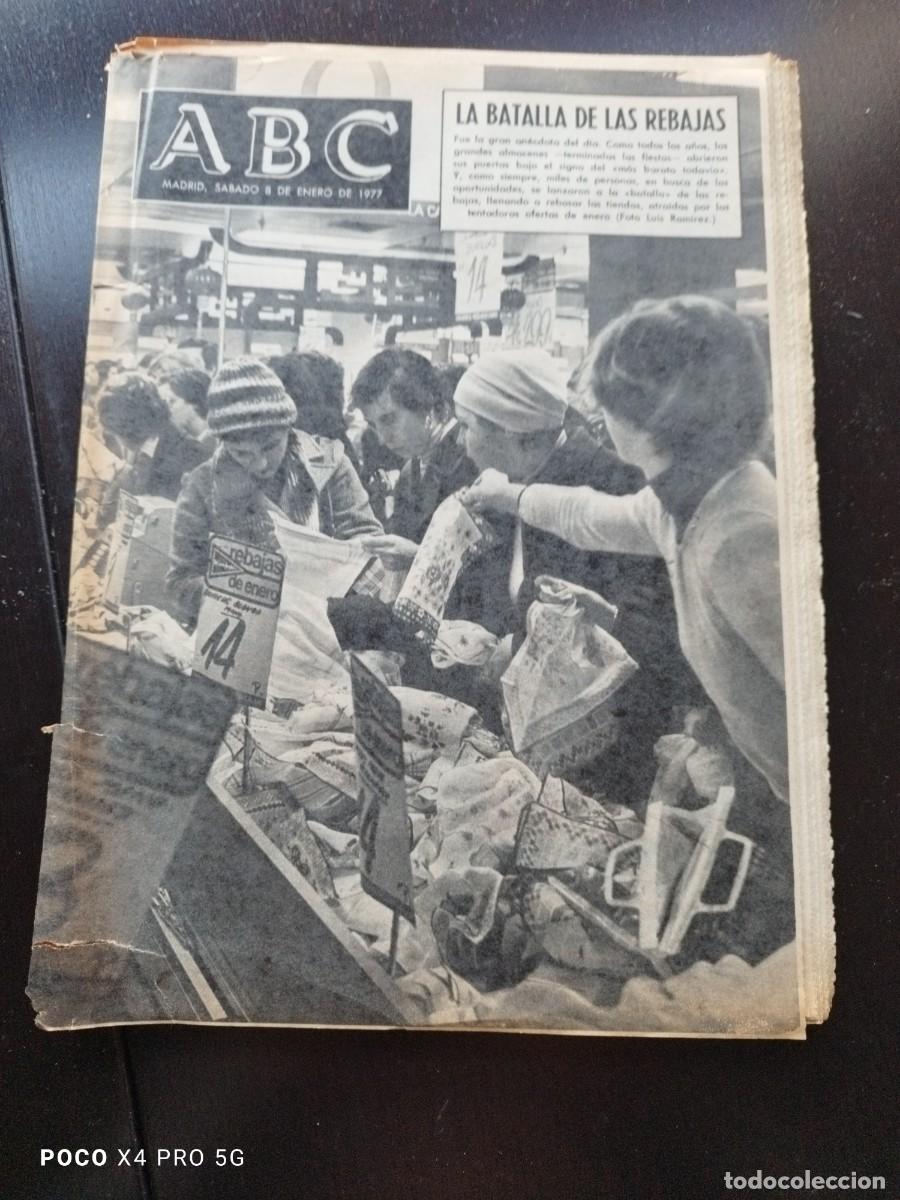 ABC
MADRID, SABADO 8 DE ENERO DE 1977
LA BATALLA DE LAS REBAJAS
Fue la gran anécdota del día. Como todos los años, los
grandes almacenes —terminadas las fiestas— abrieron
sus puertas bajo el signo del «más barato todavía».
Y, como siempre, miles de personas, en busca de las
oportunidades, se lanzaron a la «batalla» de las re-
bajas, llenando a rebosar las tiendas, atraídas por las
tentadoras ofertas de enero (Foto Luis Ramírez.)
14
rebajas
de enero
14
POCO X4 PRO 5G
todocoleccion